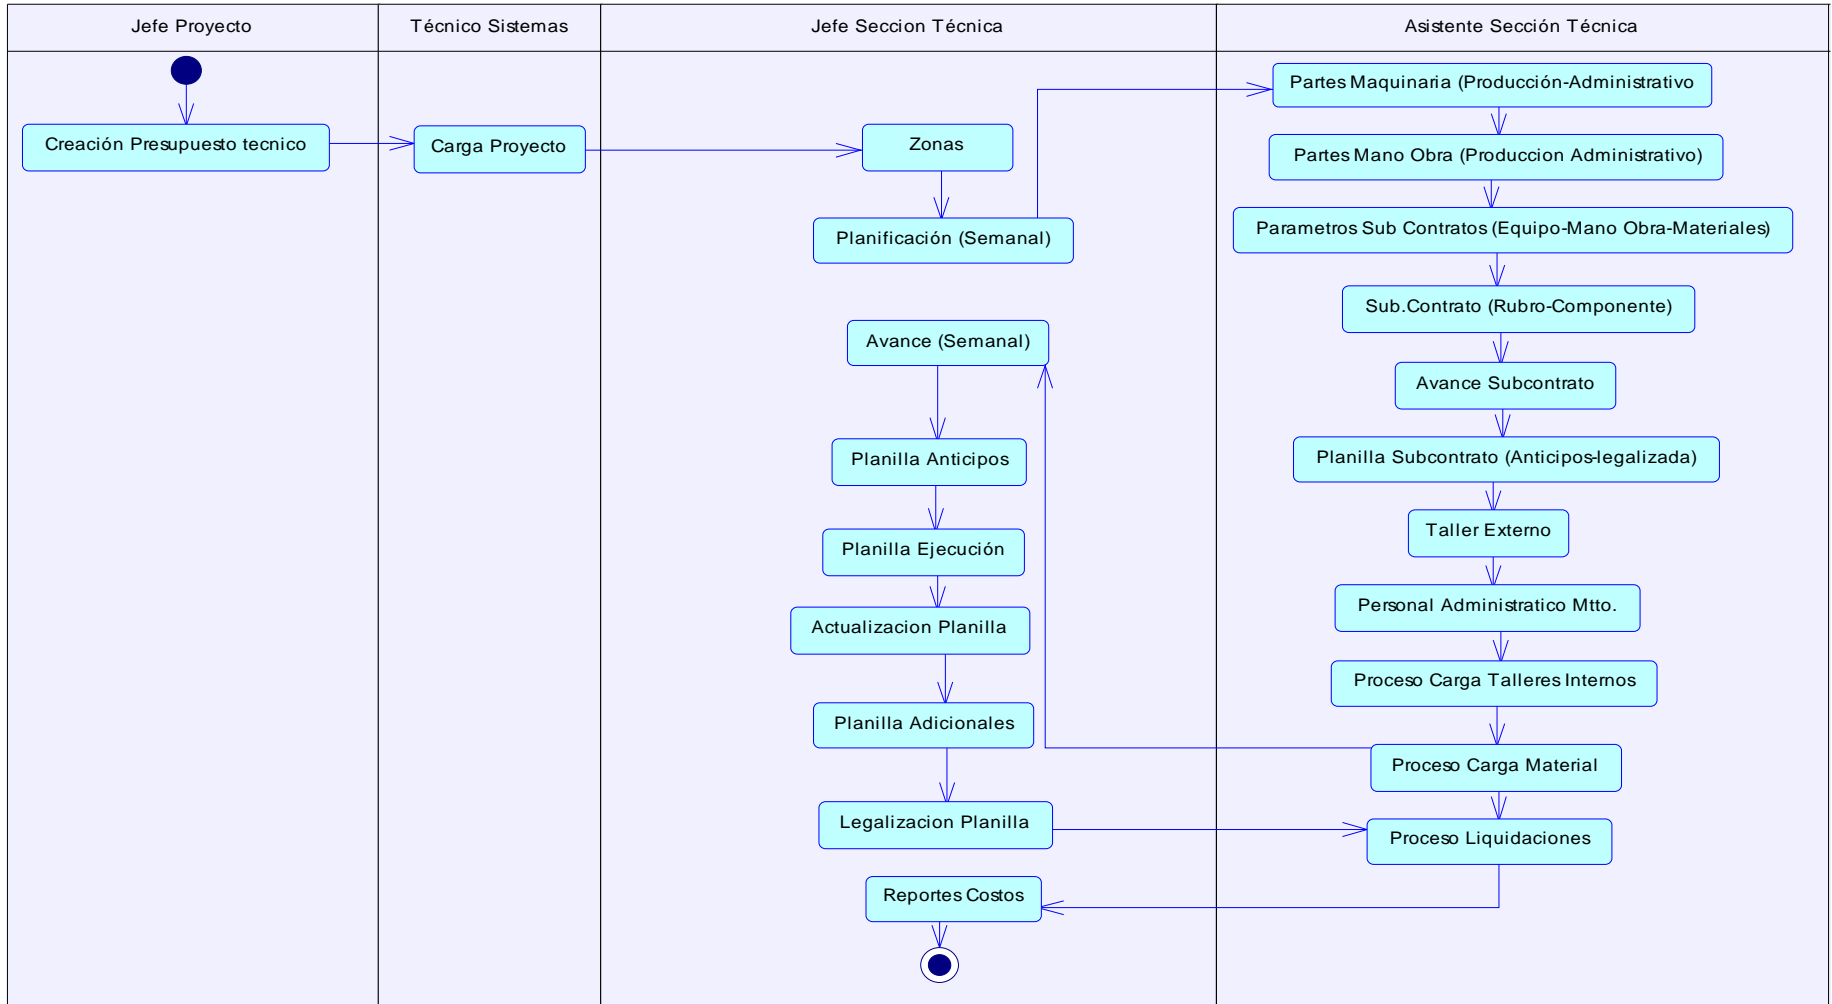 Jefe Proyecto
Técnico Sistemas
Jefe Seccion Técnica
Asistente Sección Técnica
Creación Presupuesto tecnico
Carga Proyecto
Zonas
Planificación (Semanal)
Partes Maquinaria (Producción-Administrativo
Partes Mano Obra (Produccion Administrativo)
Parametros Sub Contratos (Equipo-Mano Obra-Materiales)
Sub.Contrato (Rubro-Componente)
Avance Subcontrato
Planilla Subcontrato (Anticipos-legalizada)
Taller Externo
Personal Administratico Mtto.
Proceso Carga Talleres Internos
Proceso Carga Material
Avance (Semanal)
Planilla Anticipos
Planilla Ejecución
Actualizacion Planilla
Planilla Adicionales
Legalizacion Planilla
Proceso Liquidaciones
Reportes Costos